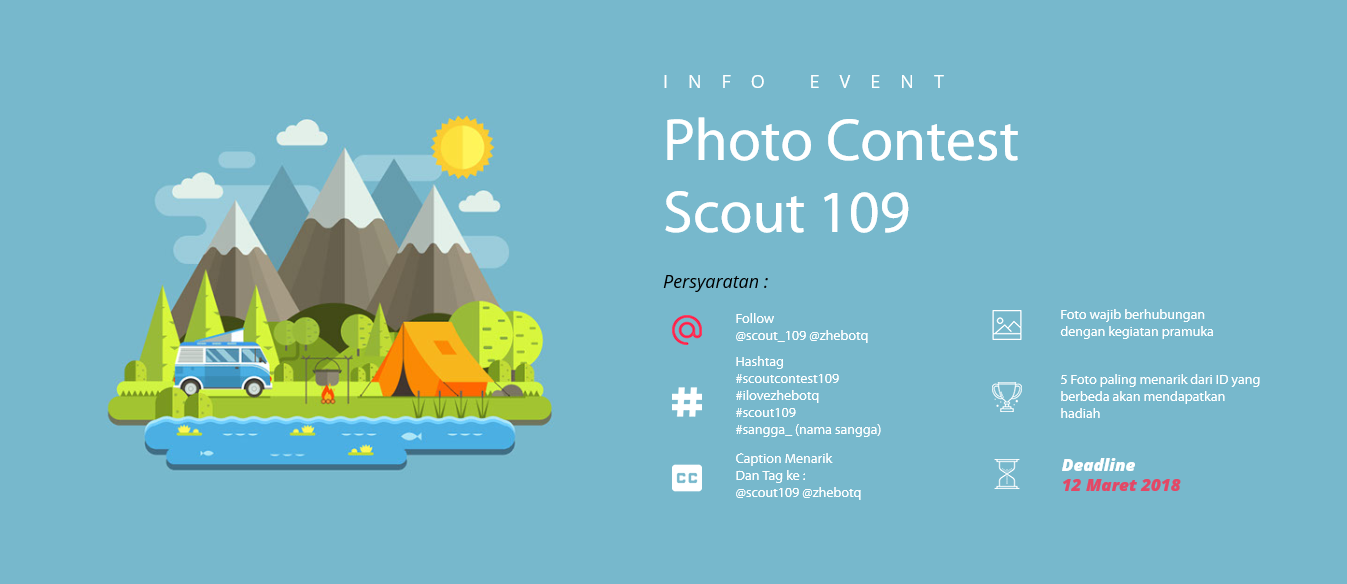 INFO EVENT
Photo Contest
Scout 109
Persyaratan :
Follow
@scout_109 @zhebotq
Hashtag
#scoutcontest109
#ilovezhebotq
#scout109
#sangga_ (nama sangga)
CC
Caption Menarik
Dan Tag ke :
@scout109 @zhebotq
Foto wajib berhubungan
dengan kegiatan pramuka
5 Foto paling menarik dari ID yang
berbeda akan mendapatkan
hadiah
Deadline
12 Maret 2018